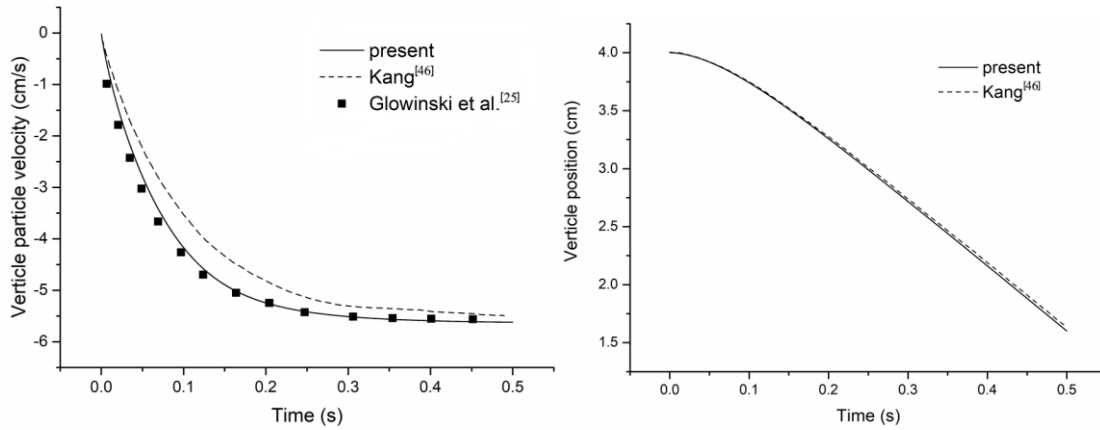 0
-1
-2
-3
-4
-5
-6
Verticle particle velocity (cm/s)
present
Kang[46]
Glowinski et al.[25]
0.0 0.1 0.2 0.3 0.4 0.5
Time (s)
4.0
3.5
3.0
2.5
2.0
1.5
Verticle position (cm)
present
Kang[46]
0.0 0.1 0.2 0.3 0.4 0.5
Time (s)